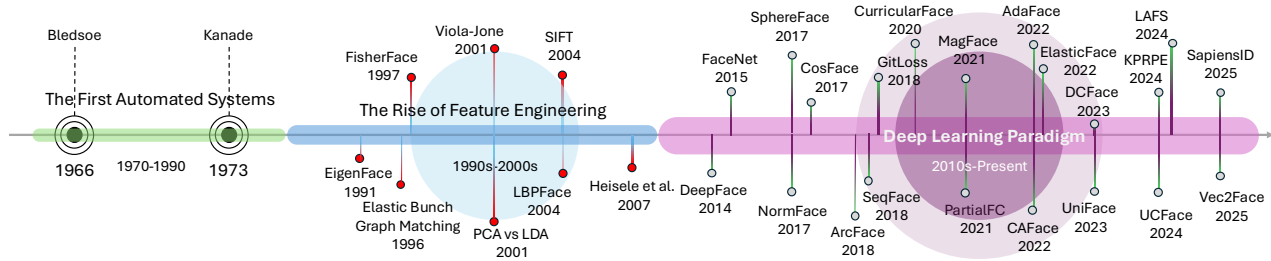 Bledsoe
Kanade
The First Automated Systems
1966
1970-1990
1973
FisherFace
1997
Viola-Jone
2001
SIFT
2004
The Rise of Feature Engineering
1990s-2000s
EigenFace
1991
Elastic Bunch
Graph Matching
1996
PCA vs LDA
2001
LBPFace
2004
Heisele et al.
2007
FaceNet
2015
SphereFace
2017
CosFace
2017
GitLoss
2018
CurricularFace
2020
MagFace
2021
AdaFace
2022
ElasticFace
2022
DCFace
2023
KPRPE
2024
LAFS
2024
SapiensID
2025
Deep Learning Paradigm
2010s-Present
DeepFace
2014
NormFace
2017
ArcFace
2018
SeqFace
2018
PartialFC
2021
CAFace
2022
UniFace
2023
UCFace
2024
Vec2Face
2025